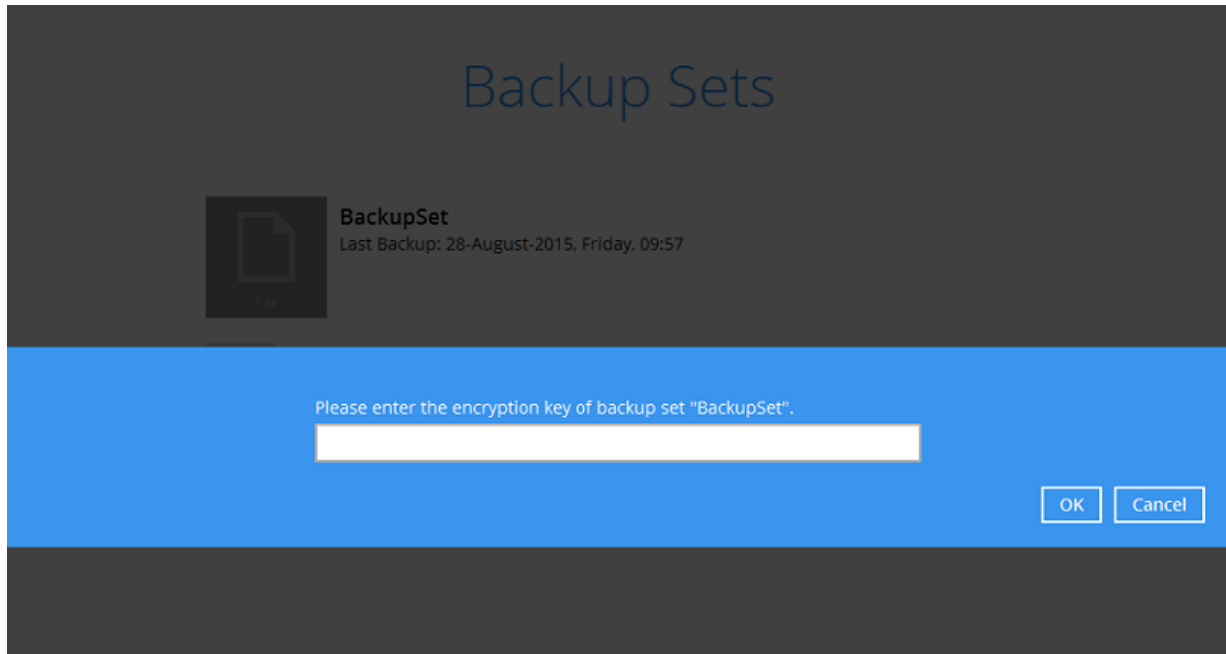 Backup Sets
BackupSet
Last Backup: 28-August-2015, Friday, 09:57
File
Please enter the encryption key of backup set "BackupSet".
OK
Cancel